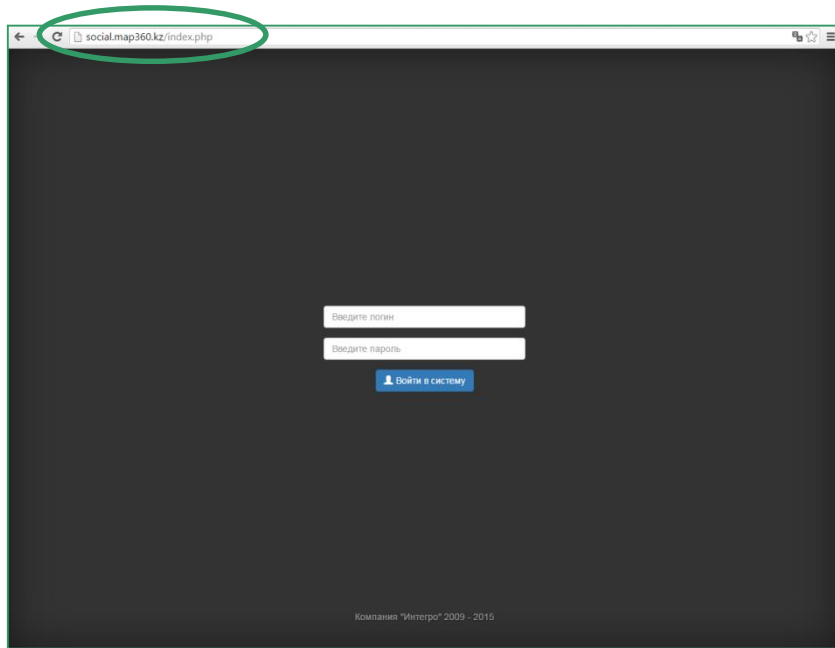 social.map360.kz/index.php
Введите логин
Введите пароль
Войти в систему
Компания "Интегро" 2009 - 2015